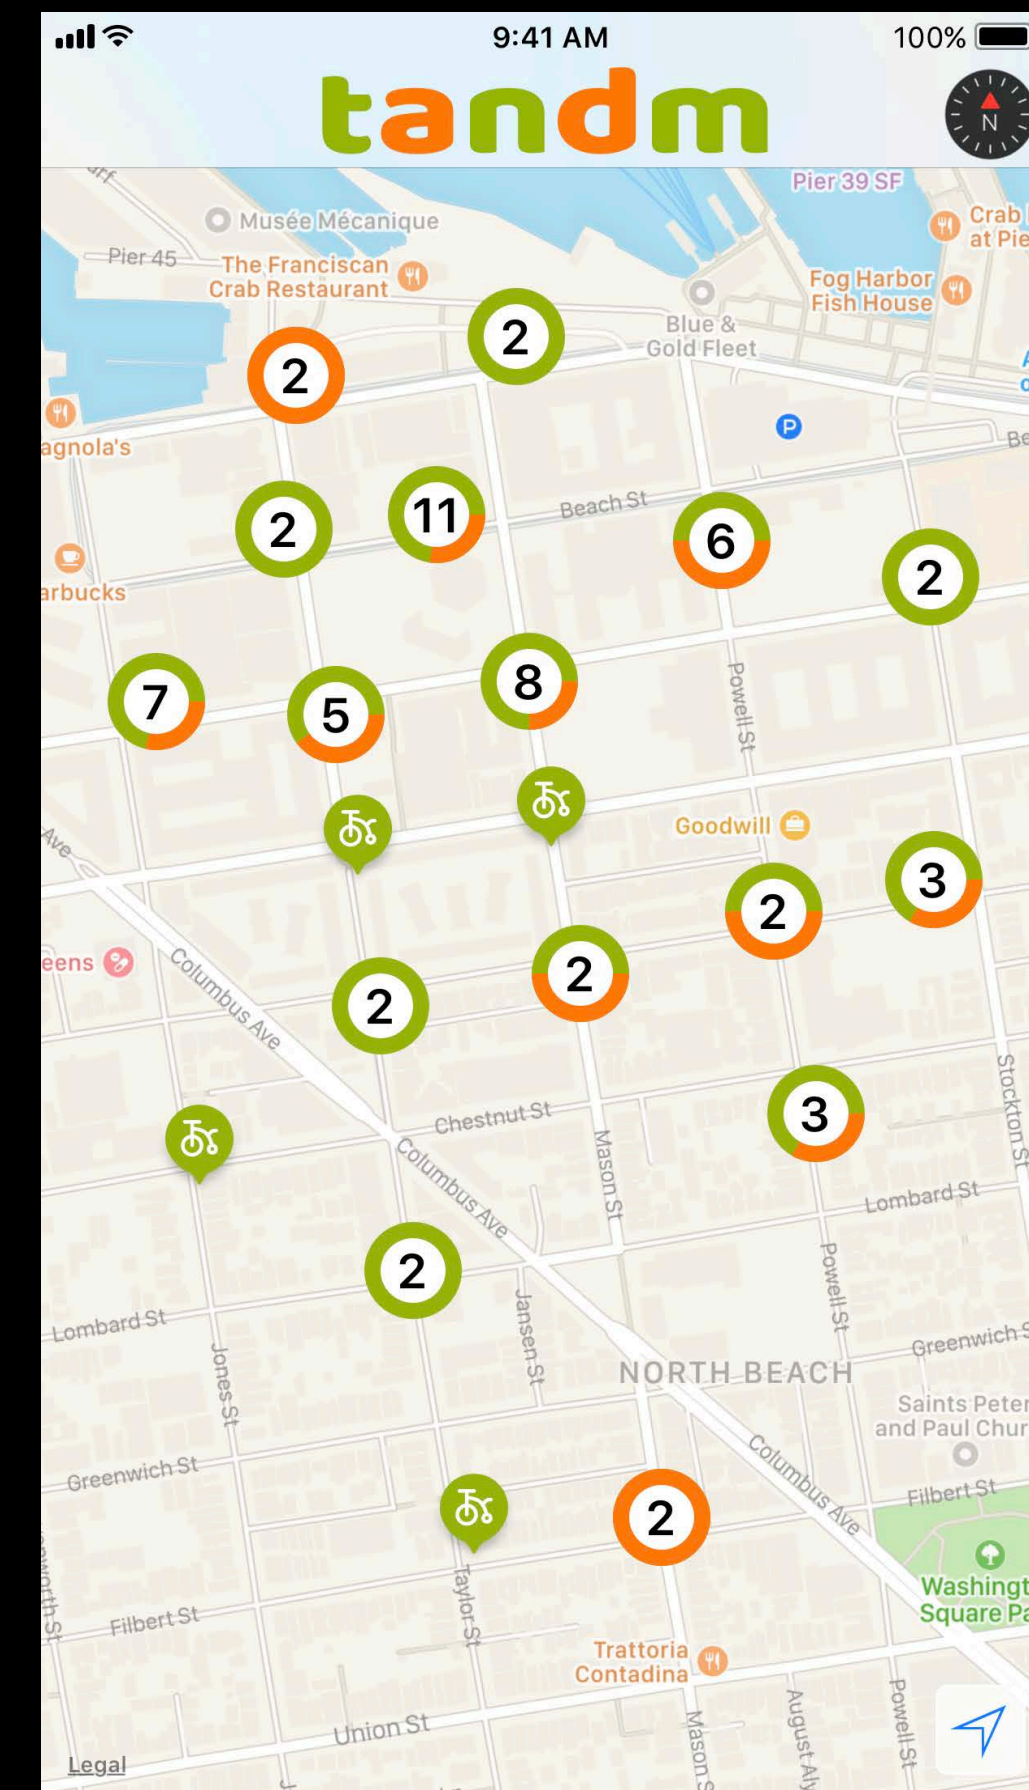 9:41 AM
100%
tandm
N
Pier 39 SF
Musée Mécanique
Crab
at Pie
Pier 45
The Franciscan
Crab Restaurant
Fog Harbor
Fish House
2
Blue &
Gold Fleet
2
P
agnola's
Be
Beach St
11
2
6
2
arbucks
Powell St
8
7
5
Goodwill
Ave
3
2
eens
Columbus Ave
2
2
Stockton St
Chestnut St
3
Mason St
Columbus Ave
Lombard St
2
Powell St
Jansen St
Lombard St
Jones St
Greenwich S
NORTH BEACH
Saints Peter
and Paul Chur
Columbus Ave
Greenwich St
Filbert St
2
Taylor St
Washingt
Square Pa
enworth St
Filbert St
Trattoria
Contadina
Powell St
August Aly
Mason S
Union St
Legal